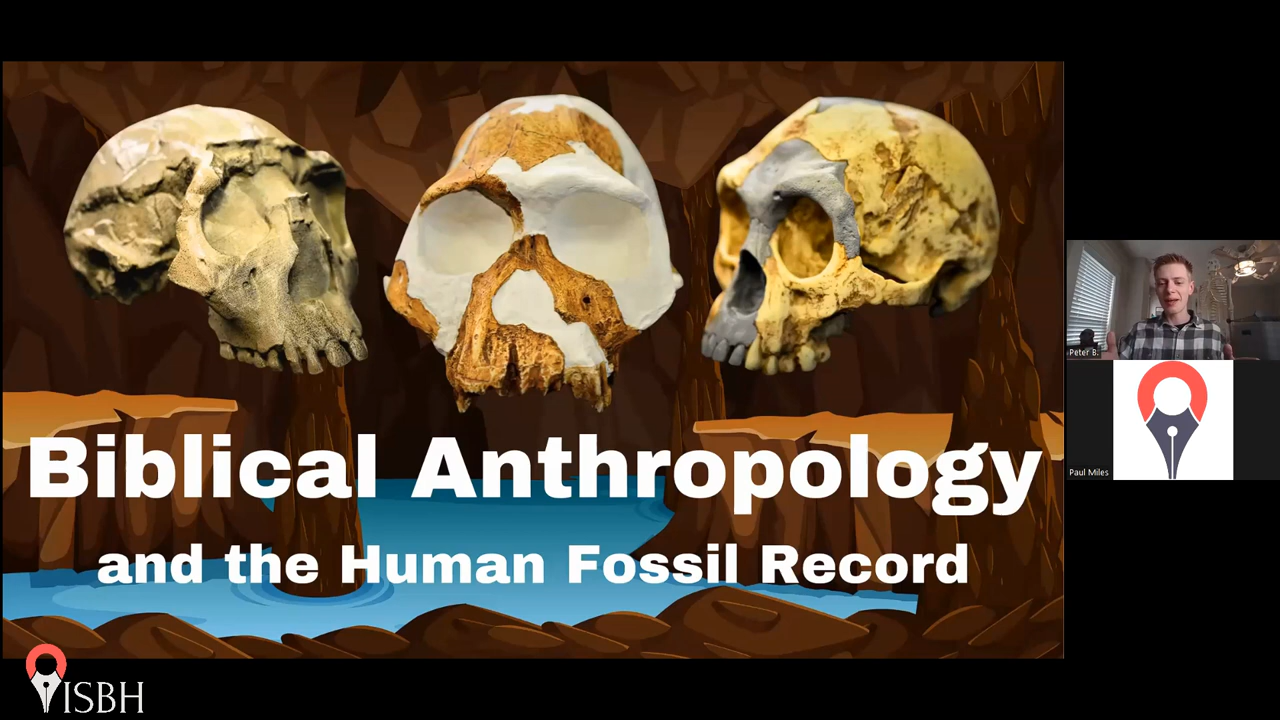 Biblical Anthropology
and the Human Fossil Record
Peter B.
Paul Miles
ISBH